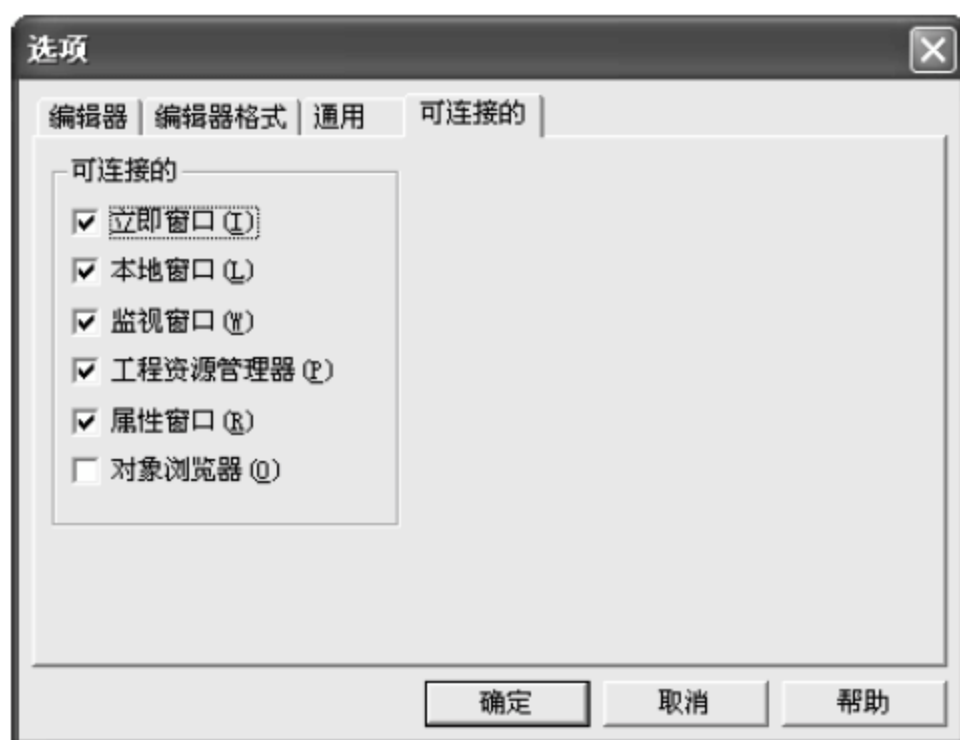 选项
编辑器 编辑器格式 通用 可连接的
可连接的
立即窗口(I)
本地窗口(L)
监视窗口(W)
工程资源管理器(P)
属性窗口(R)
对象浏览器(O)
确定 取消 帮助